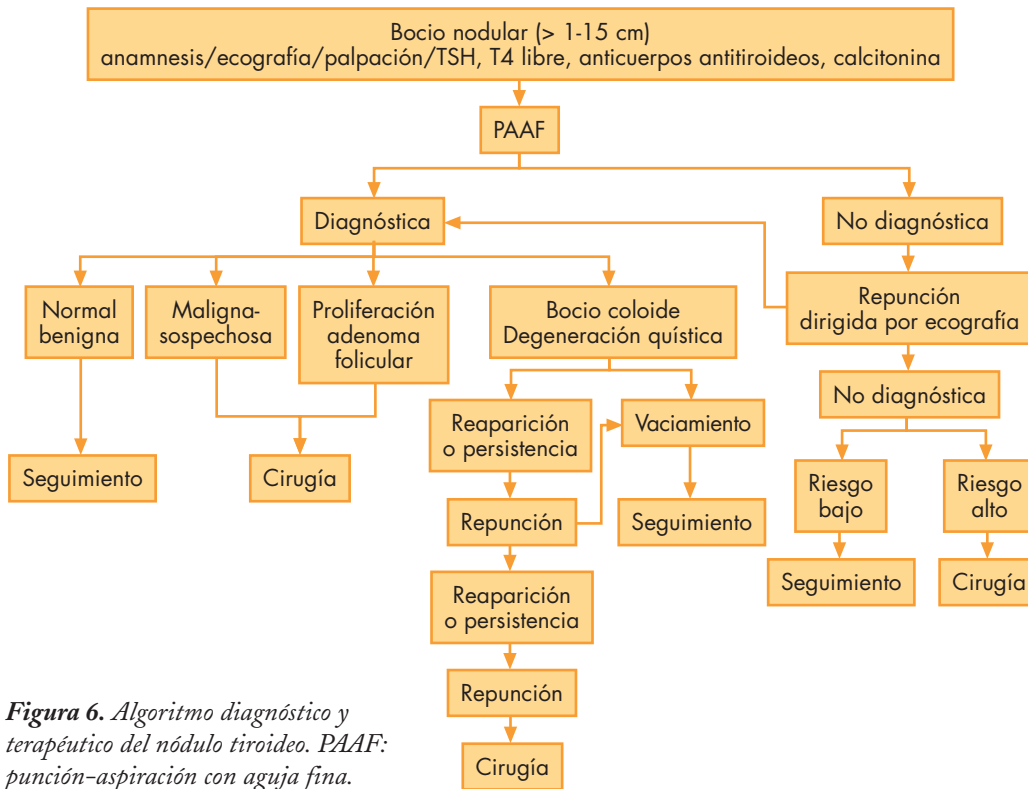 Bocio nodular (> 1-15 cm)
anamnesis/ecografía/palpación/TSH, T4 libre, anticuerpos antitiroideos, calcitonina
PAAF
Diagnóstica
No diagnóstica
Normal
benigna
Maligna-
sospechosa
Proliferación
adenoma
folicular
Bocio coloide
Degeneración quística
Repunción
dirigida por ecografía
Reaparición
o persistencia
Vaciamiento
No diagnóstica
Seguimiento
Cirugía
Riesgo
bajo
Riesgo
alto
Repunción
Seguimiento
Seguimiento
Cirugía
Reaparición
o persistencia
Repunción
Cirugía
Figura 6. Algoritmo diagnóstico y
terapéutico del nódulo tiroideo. PAAF:
punción-aspiración con aguja fina.